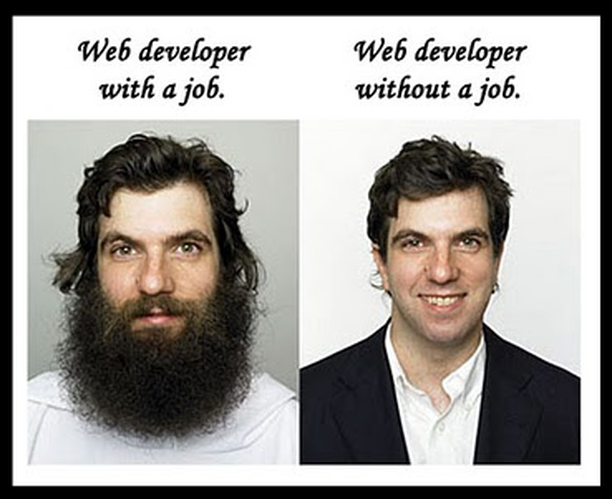 Web developer
with a job.
Web developer
without a job.